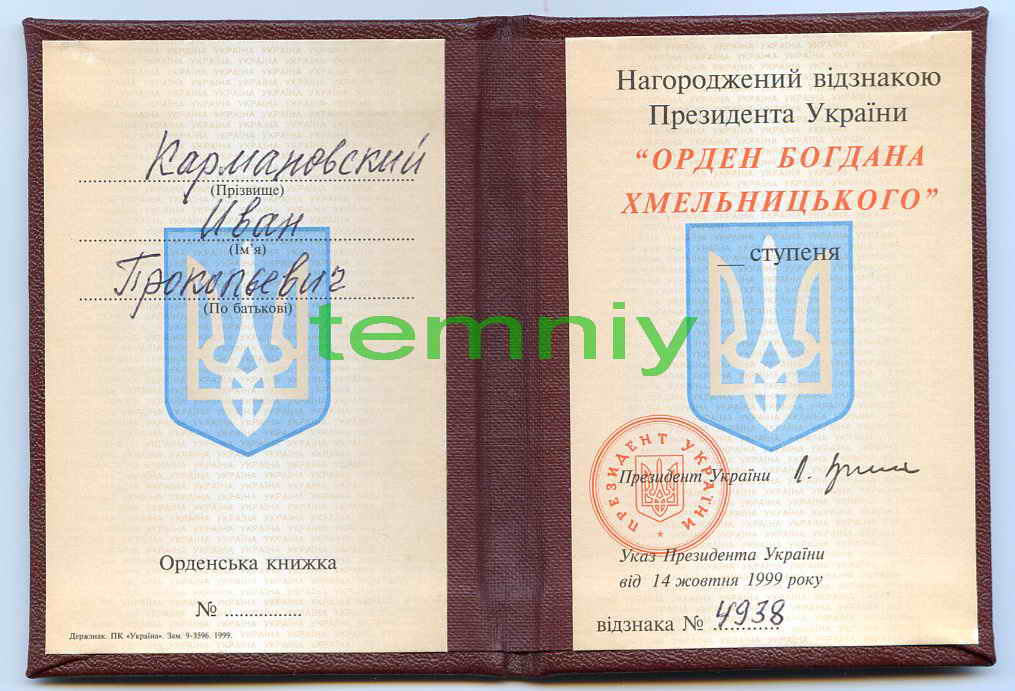 Кармановский
(Прізвище)
Иван
(Ім'я)
Прокопьевич
(По батькові)
Орденська книжка
№ ...............
Держзнак. ПК «Україна». Зам. 9-3596. 1999.
temniy
Нагороджений відзнакою
Президента України
“ОРДЕН БОГДАНА
ХМЕЛЬНИЦЬКОГО”
__ ступеня
ПРЕЗИДЕНТ УКРАЇНИ
Президент України
Указ Президента України
від 14 жовтня 1999 року
відзнака № 4938